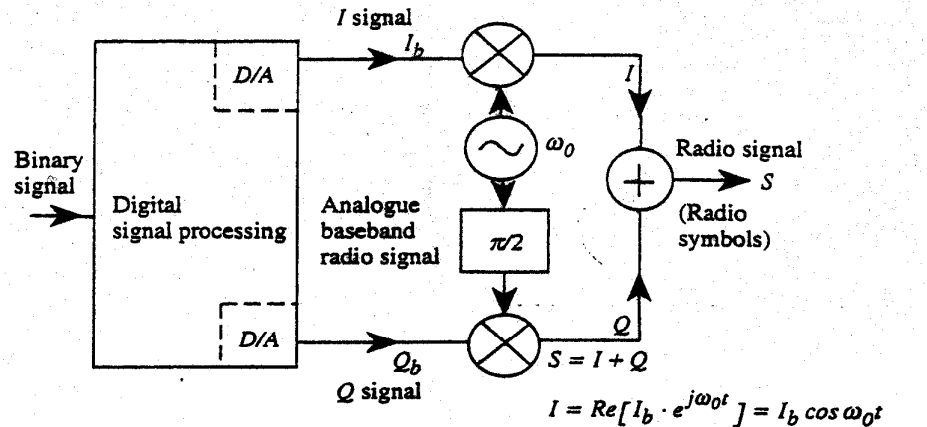 I signal
I_b
D/A
I
ω_0
Radio signal
S
(Radio
symbols)
Binary
signal
Digital
signal processing
Analogue
baseband
radio signal
π/2
D/A
Q_b
Q signal
Q
S = I + Q
I = Re[I_b · e^{jω_0t}] = I_b cos ω_0t